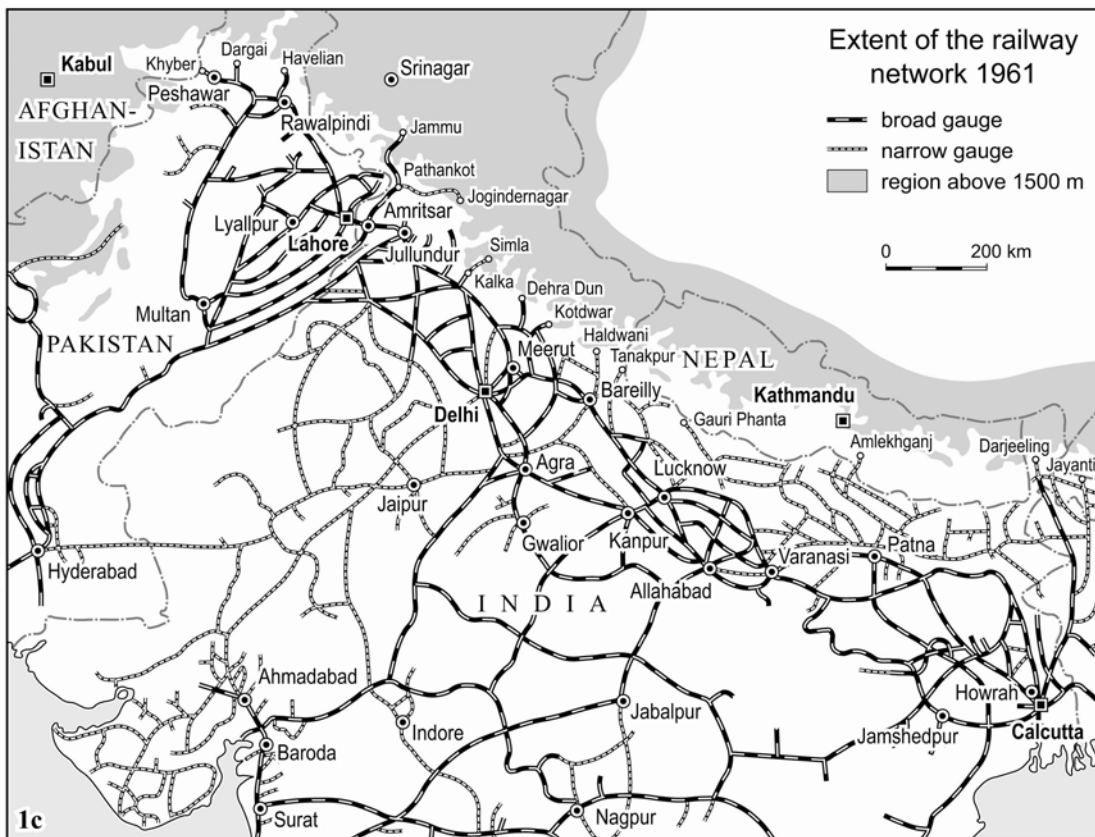 Extent of the railway
network 1961
broad gauge
narrow gauge
region above 1500 m
0 200 km
Kabul
AFGHAN-
ISTAN
Khyber
Dargai
Havelian
Peshawar
Rawalpindi
Srinagar
Jammu
Pathankot
Jogindernagar
Lyallpur
Lahore
Amritsar
Jullundur
Simla
Kalka
Multan
PAKISTAN
Dehra Dun
Kotdwar
Haldwani
Tanakpur
NEPAL
Meerut
Delhi
Bareilly
Kathmandu
Gauri Phanta
Amlekhganj
Darjeeling
Jayanti
Agra
Lucknow
Jaipur
Gwalior
Kanpur
Varanasi
Patna
Hyderabad
Allahabad
INDIA
Ahmadabad
Indore
Jabalpur
Howrah
Calcutta
Jamshedpur
Baroda
Surat
Nagpur
1c